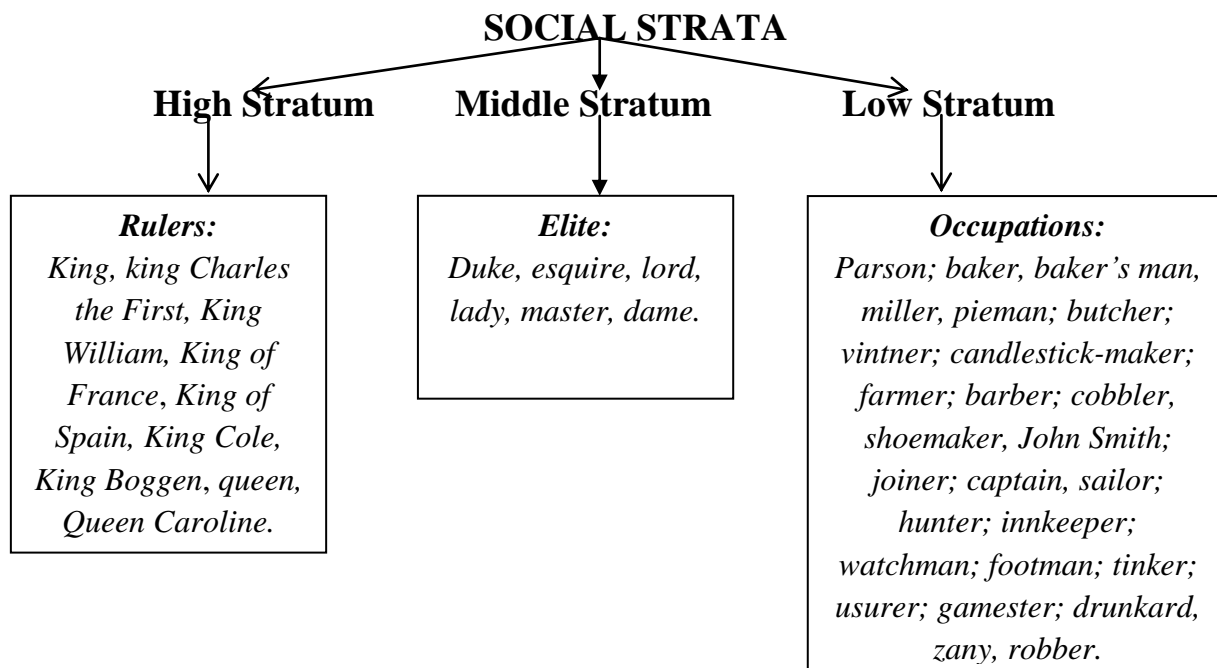 SOCIAL STRATA
High Stratum
Middle Stratum
Low Stratum
Rulers:
King, king Charles
the First, King
William, King of
France, King of
Spain, King Cole,
King Boggen, queen,
Queen Caroline.
Elite:
Duke, esquire, lord,
lady, master, dame.
Occupations:
Parson; baker, baker’s man,
miller, pieman; butcher;
vintner; candlestick-maker;
farmer; barber; cobbler,
shoemaker, John Smith;
joiner; captain, sailor;
hunter; innkeeper;
watchman; footman; tinker;
usurer; gamester; drunkard,
zany, robber.